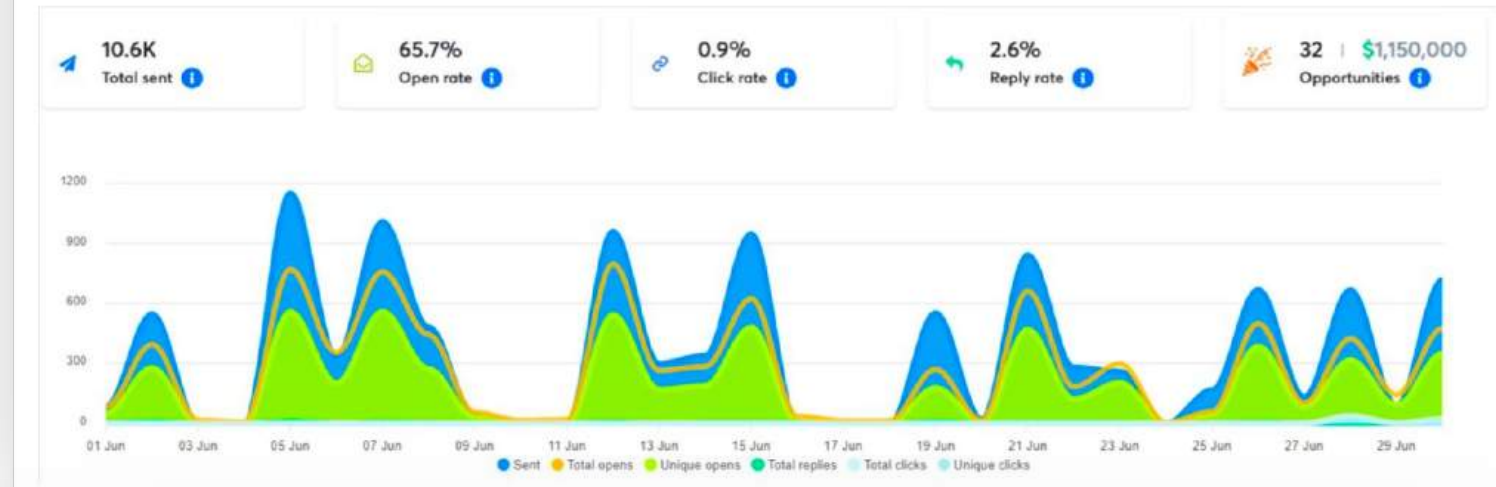 10.6K
Total sent
65.7%
Open rate
0.9%
Click rate
2.6%
Reply rate
32 | $1,150,000
Opportunities
1200
900
600
300
0
01 Jun 03 Jun 05 Jun 07 Jun 09 Jun 11 Jun 13 Jun 15 Jun 17 Jun 19 Jun 21 Jun 23 Jun 25 Jun 27 Jun 29 Jun
Sent Total opens Unique opens Total replies Total clicks Unique clicks